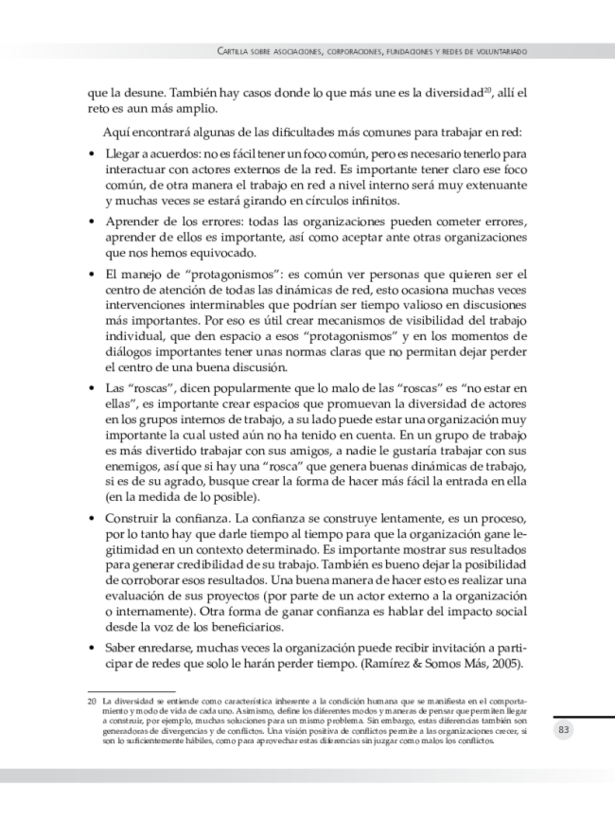 CARTILLA SOBRE ASOCIACIONES, CORPORACIONES, FUNDACIONES Y REDES DE VOLUNTARIADO
que la desune. También hay casos donde lo que más une es la diversidad20, allí el
reto es aun más amplio.
Aquí encontrará algunas de las dificultades más comunes para trabajar en red:
• Llegar a acuerdos: no es fácil tener un foco común, pero es necesario tenerlo para
interactuar con actores externos de la red. Es importante tener claro ese foco
común, de otra manera el trabajo en red a nivel interno será muy extenuante
y muchas veces se estará girando en círculos infinitos.
• Aprender de los errores: todas las organizaciones pueden cometer errores,
aprender de ellos es importante, así como aceptar ante otras organizaciones
que nos hemos equivocado.
• El manejo de “protagonismos”: es común ver personas que quieren ser el
centro de atención de todas las dinámicas de red, esto ocasiona muchas veces
intervenciones interminables que podrían ser tiempo valioso en discusiones
más importantes. Por eso es útil crear mecanismos de visibilidad del trabajo
individual, que den espacio a esos “protagonismos” y en los momentos de
diálogos importantes tener unas normas claras que no permitan dejar perder
el centro de una buena discusión.
• Las “roscas”, dicen popularmente que lo malo de las “roscas” es “no estar en
ellas”, es importante crear espacios que promuevan la diversidad de actores
en los grupos internos de trabajo, a su lado puede estar una organización muy
importante la cual usted aún no ha tenido en cuenta. En un grupo de trabajo
es más divertido trabajar con sus amigos, a nadie le gustaría trabajar con sus
enemigos, así que si hay una “rosca” que genera buenas dinámicas de trabajo,
si es de su agrado, busque crear la forma de hacer más fácil la entrada en ella
(en la medida de lo posible).
• Construir la confianza. La confianza se construye lentamente, es un proceso,
por lo tanto hay que darle tiempo al tiempo para que la organización gane le-
gitimidad en un contexto determinado. Es importante mostrar sus resultados
para generar credibilidad de su trabajo. También es bueno dejar la posibilidad
de corroborar esos resultados. Una buena manera de hacer esto es realizar una
evaluación de sus proyectos (por parte de un actor externo a la organización
o internamente). Otra forma de ganar confianza es hablar del impacto social
desde la voz de los beneficiarios.
• Saber enredarse, muchas veces la organización puede recibir invitación a parti-
cipar de redes que solo le harán perder tiempo. (Ramírez & Somos Más, 2005).
20 La diversidad se entiende como característica inherente a la condición humana que se manifiesta en el comporta-
miento y modo de vida de cada uno. Asimismo, define los diferentes modos y maneras de pensar que permiten llegar
a construir, por ejemplo, muchas soluciones para un mismo problema. Sin embargo, estas diferencias también son
generadoras de divergencias y de conflictos. Una visión positiva de conflictos permite a las organizaciones crecer, si
son lo suficientemente hábiles, como para aprovechar estas diferencias sin juzgar como malos los conflictos.
83